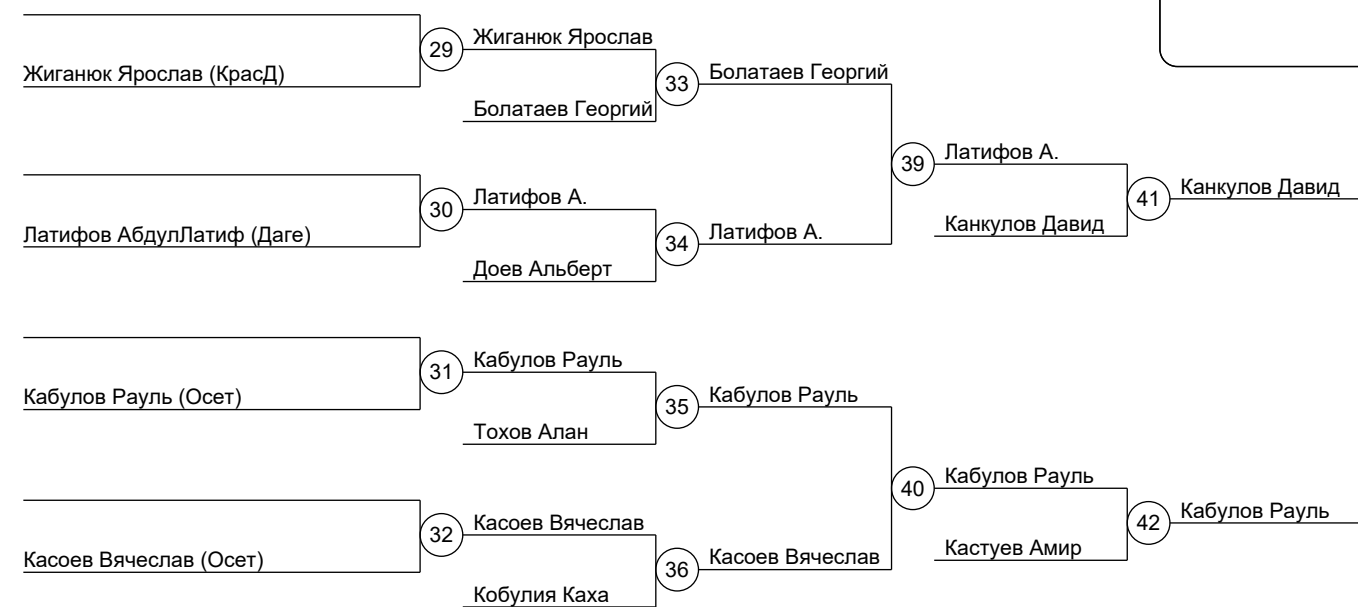 29
Жиганюк Ярослав
Жиганюк Ярослав (КрасД)
33
Болатаев Георгий
Болатаев Георгий
39
Латифов А.
30
Латифов А.
41
Канкулов Давид
Латифов АбдулЛатиф (Даге)
34
Латифов А.
Канкулов Давид
Доев Альберт
31
Кабулов Рауль
Кабулов Рауль (Осет)
35
Кабулов Рауль
Тохов Алан
40
Кабулов Рауль
32
Касоев Вячеслав
42
Кабулов Рауль
Касоев Вячеслав (Осет)
36
Касоев Вячеслав
Кастуев Амир
Кобулия Каха